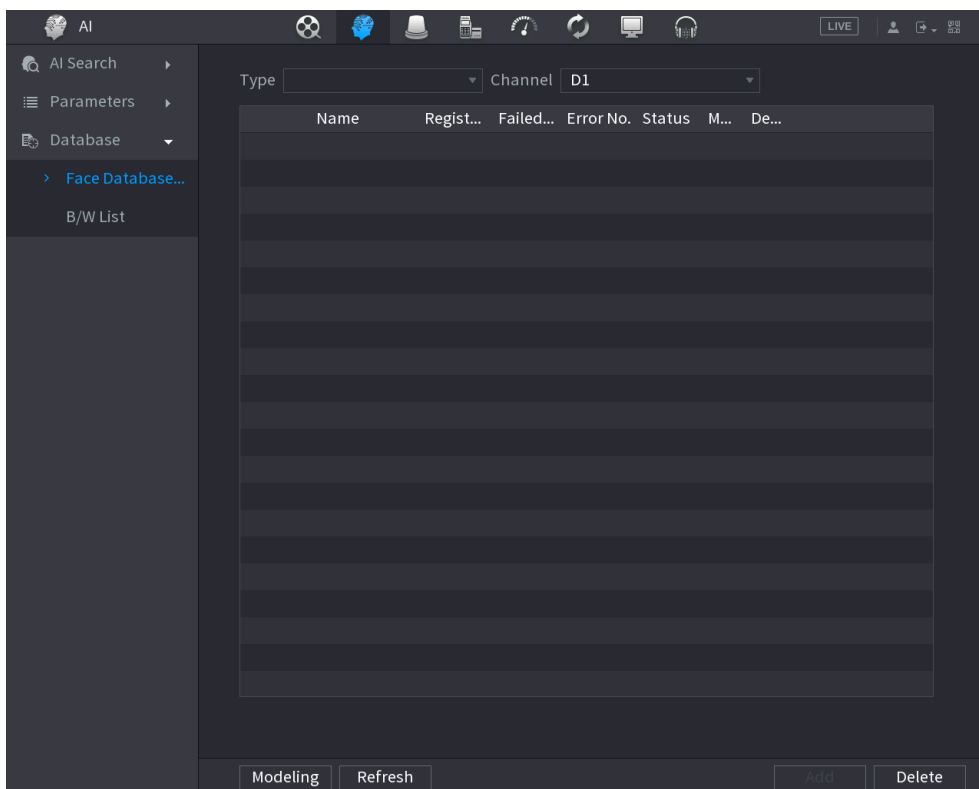 AI
LIVE
AI Search
Parameters
Database
Face Database...
B/W List
Type
Channel D1
Name Regist... Failed... Error No. Status M... De...
Modeling Refresh Add Delete